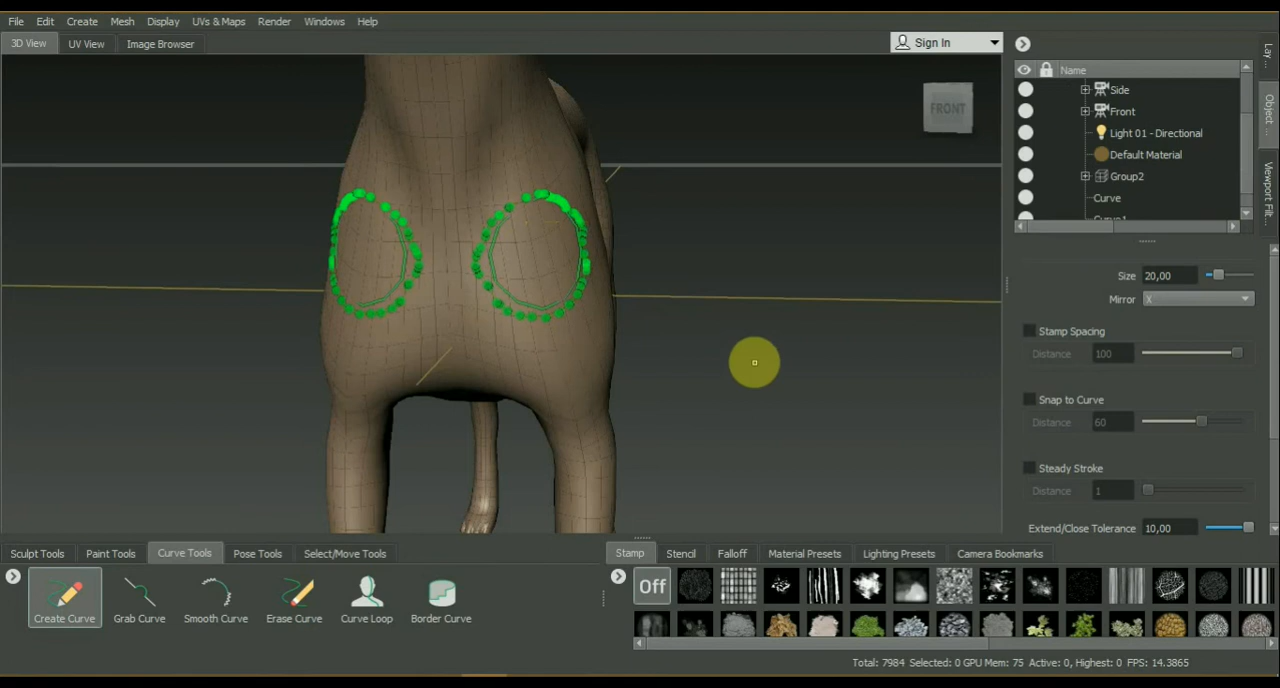 File Edit Create Mesh Display UVs & Maps Render Windows Help
3D View UV View Image Browser
Sign In
FRONT
Name
Side
Front
Light 01 - Directional
Default Material
Group2
Curve
Curve1
Lay...
Object ...
Viewport Filt...
Size 20,00
Mirror X
Stamp Spacing
Distance 100
Snap to Curve
Distance 60
Steady Stroke
Distance 1
Extend/Close Tolerance 10,00
Sculpt Tools Paint Tools Curve Tools Pose Tools Select/Move Tools
Create Curve Grab Curve Smooth Curve Erase Curve Curve Loop Border Curve
Stamp Stencil Falloff Material Presets Lighting Presets Camera Bookmarks
Off
Total: 7984 Selected: 0 GPU Mem: 75 Active: 0, Highest: 0 FPS: 14.3865